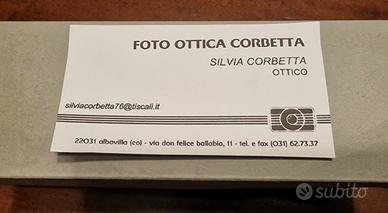 FOTO OTTICA CORBETTA
SILVIA CORBETTA
OTTICO
silviacorbetta76@tiscali.it
22031 albavilla (co) - via don felice ballabio, 11 - tel. e fax (031) 62.73.37
subito